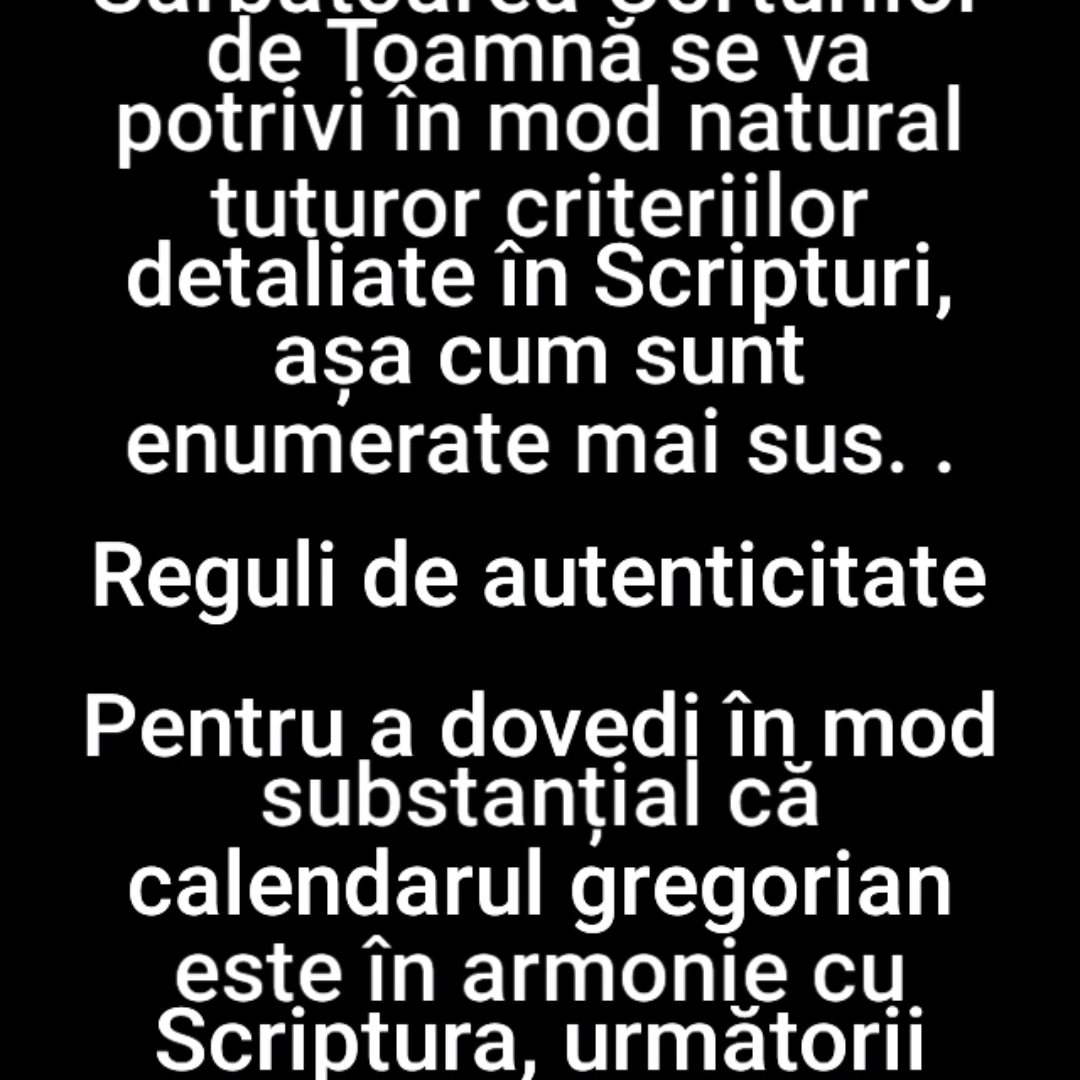 Sărbătoarea Corturilor
de Toamnă se va
potrivi în mod natural
tuturor criteriilor
detaliate în Scripturi,
așa cum sunt
enumerate mai sus. .
Reguli de autenticitate
Pentru a dovedi în mod
substanțial că
calendarul gregorian
este în armonie cu
Scriptura, următorii